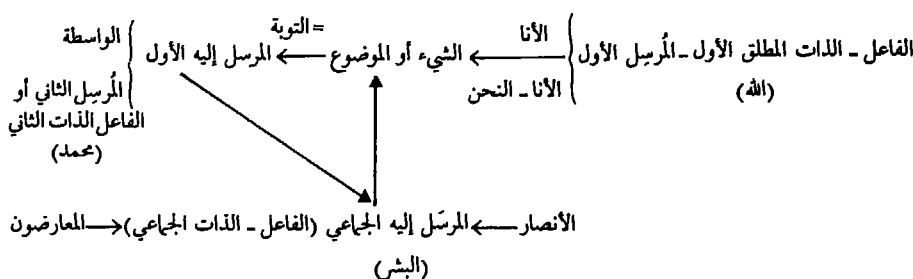 = التوبة
الفاعل - الذات المطلق الأول - المُرسِل الأول
(الله)
الأنا
الأنا - النحن
الشيء أو الموضوع
المرسل إليه الأول
الواسطة
المُرسِل الثاني أو
الفاعل الذات الثاني
(محمد)
الأنصار ← المرسَل إليه الجماعي (الفاعل - الذات الجماعي) → المعارضون
(البشر)